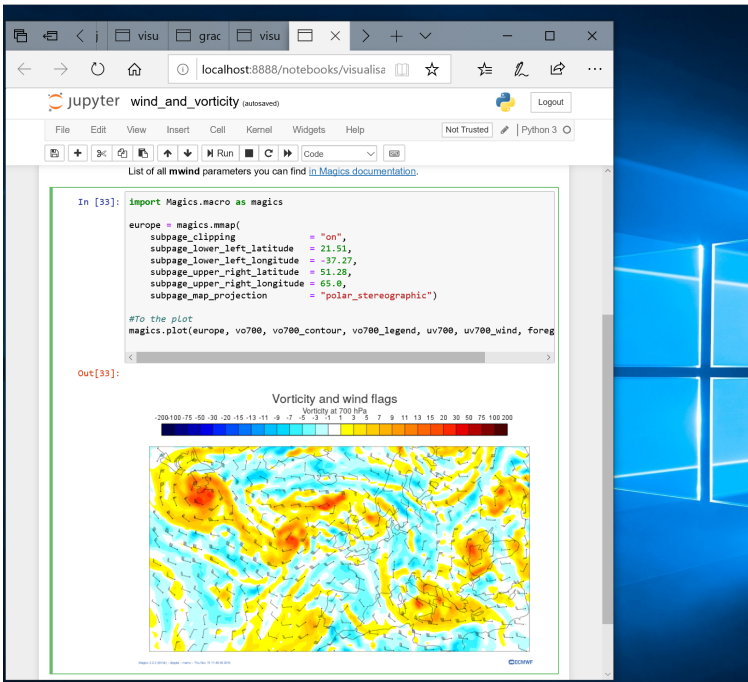 visu
grac
visu
localhost:8888/notebooks/visualisa
jupyter wind_and_vorticity (autosaved)
Logout
File Edit View Insert Cell Kernel Widgets Help
Not Trusted Python 3
Run Code
List of all mwind parameters you can find in Magics documentation.
In [33]: import Magics.macro as magics
europe = magics.mmap(
subpage_clipping = "on",
subpage_lower_left_latitude = 21.51,
subpage_lower_left_longitude = -37.27,
subpage_upper_right_latitude = 51.28,
subpage_upper_right_longitude = 65.0,
subpage_map_projection = "polar_stereographic")
#To the plot
magics.plot(europe, vo700, vo700_contour, vo700_legend, uv700, uv700_wind, foreg
Out[33]:
Vorticity and wind flags
Vorticity at 700 hPa
-200-100 -75 -50 -30 -20 -15 -13 -11 -9 -7 -5 -3 -1 1 3 5 7 9 11 13 15 20 30 50 75 100 200
ECMWF